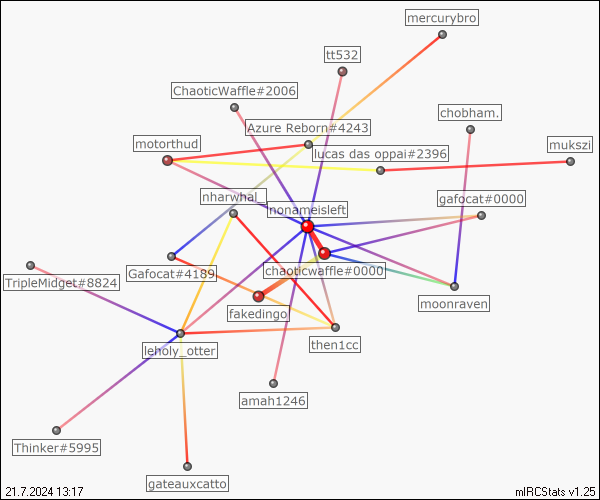 mercurybro
tt532
ChaoticWaffle#2006
chobham.
Azure Reborn#4243
motorthud
lucas das oppai#2396
mukszi
nharwhal_
gafocat#0000
nonameisleft
chaoticwaffle#0000
Gafocat#4189
TripleMidget#8824
moonraven
fakedingo
then1cc
leholy_otter
amah1246
Thinker#5995
gateauxcatto
21.7.2024 13:17
mIRCStats v1.25